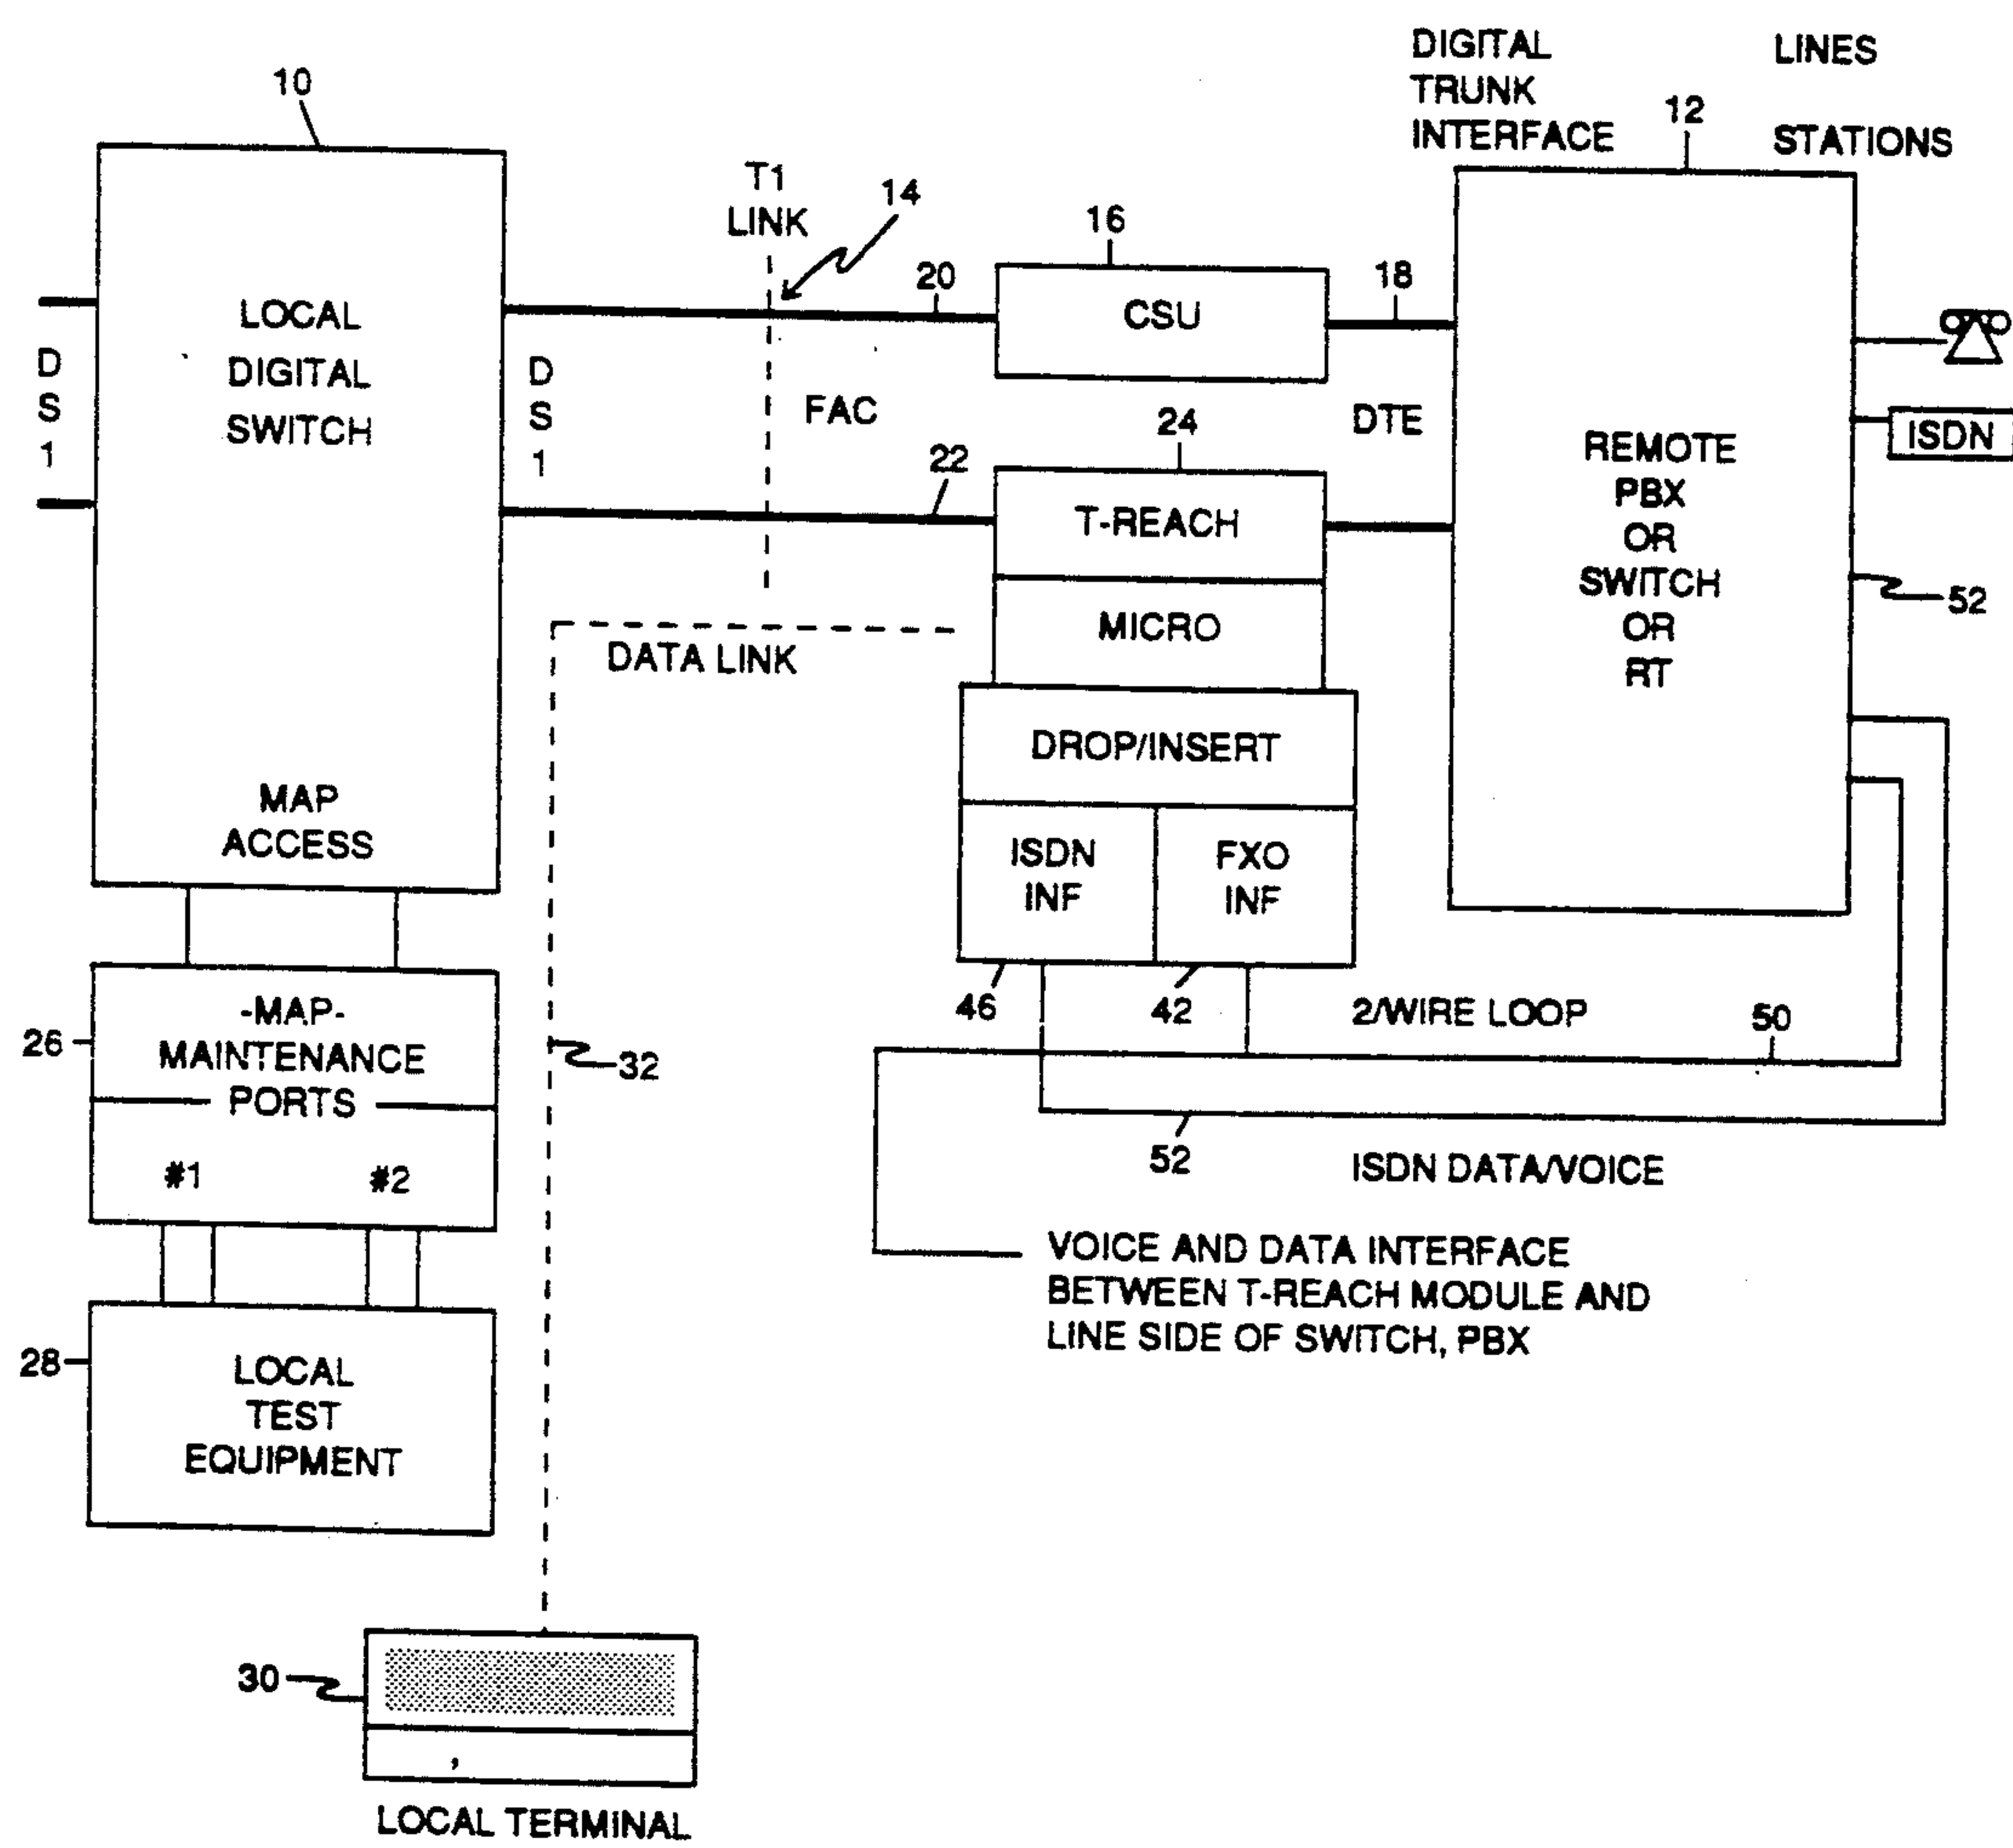 DIGITAL
TRUNK
INTERFACE
LINES
STATIONS
10
12
T1
LINK
14
16
18
20
LOCAL
DIGITAL
SWITCH
D
S
1
D
S
1
FAC
CSU
DTE
22
24
T-REACH
MICRO
DATA LINK
DROP/INSERT
ISDN
INF
FXO
INF
REMOTE
PBX
OR
SWITCH
OR
RT
ISDN
52
MAP
ACCESS
46
42
2/WIRE LOOP
50
26
-MAP-
MAINTENANCE
PORTS
#1
#2
32
52
ISDN DATA/VOICE
VOICE AND DATA INTERFACE
BETWEEN T-REACH MODULE AND
LINE SIDE OF SWITCH, PBX
28
LOCAL
TEST
EQUIPMENT
30
LOCAL TERMINAL